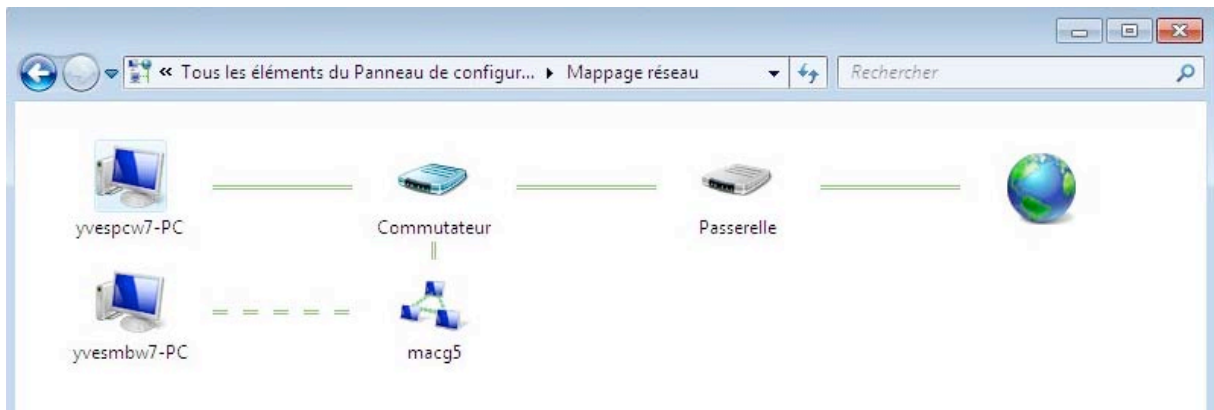 « Tous les éléments du Panneau de configur... ▸ Mappage réseau
Rechercher
yvespcw7-PC
Commutateur
Passerelle
yvesmbw7-PC
macg5